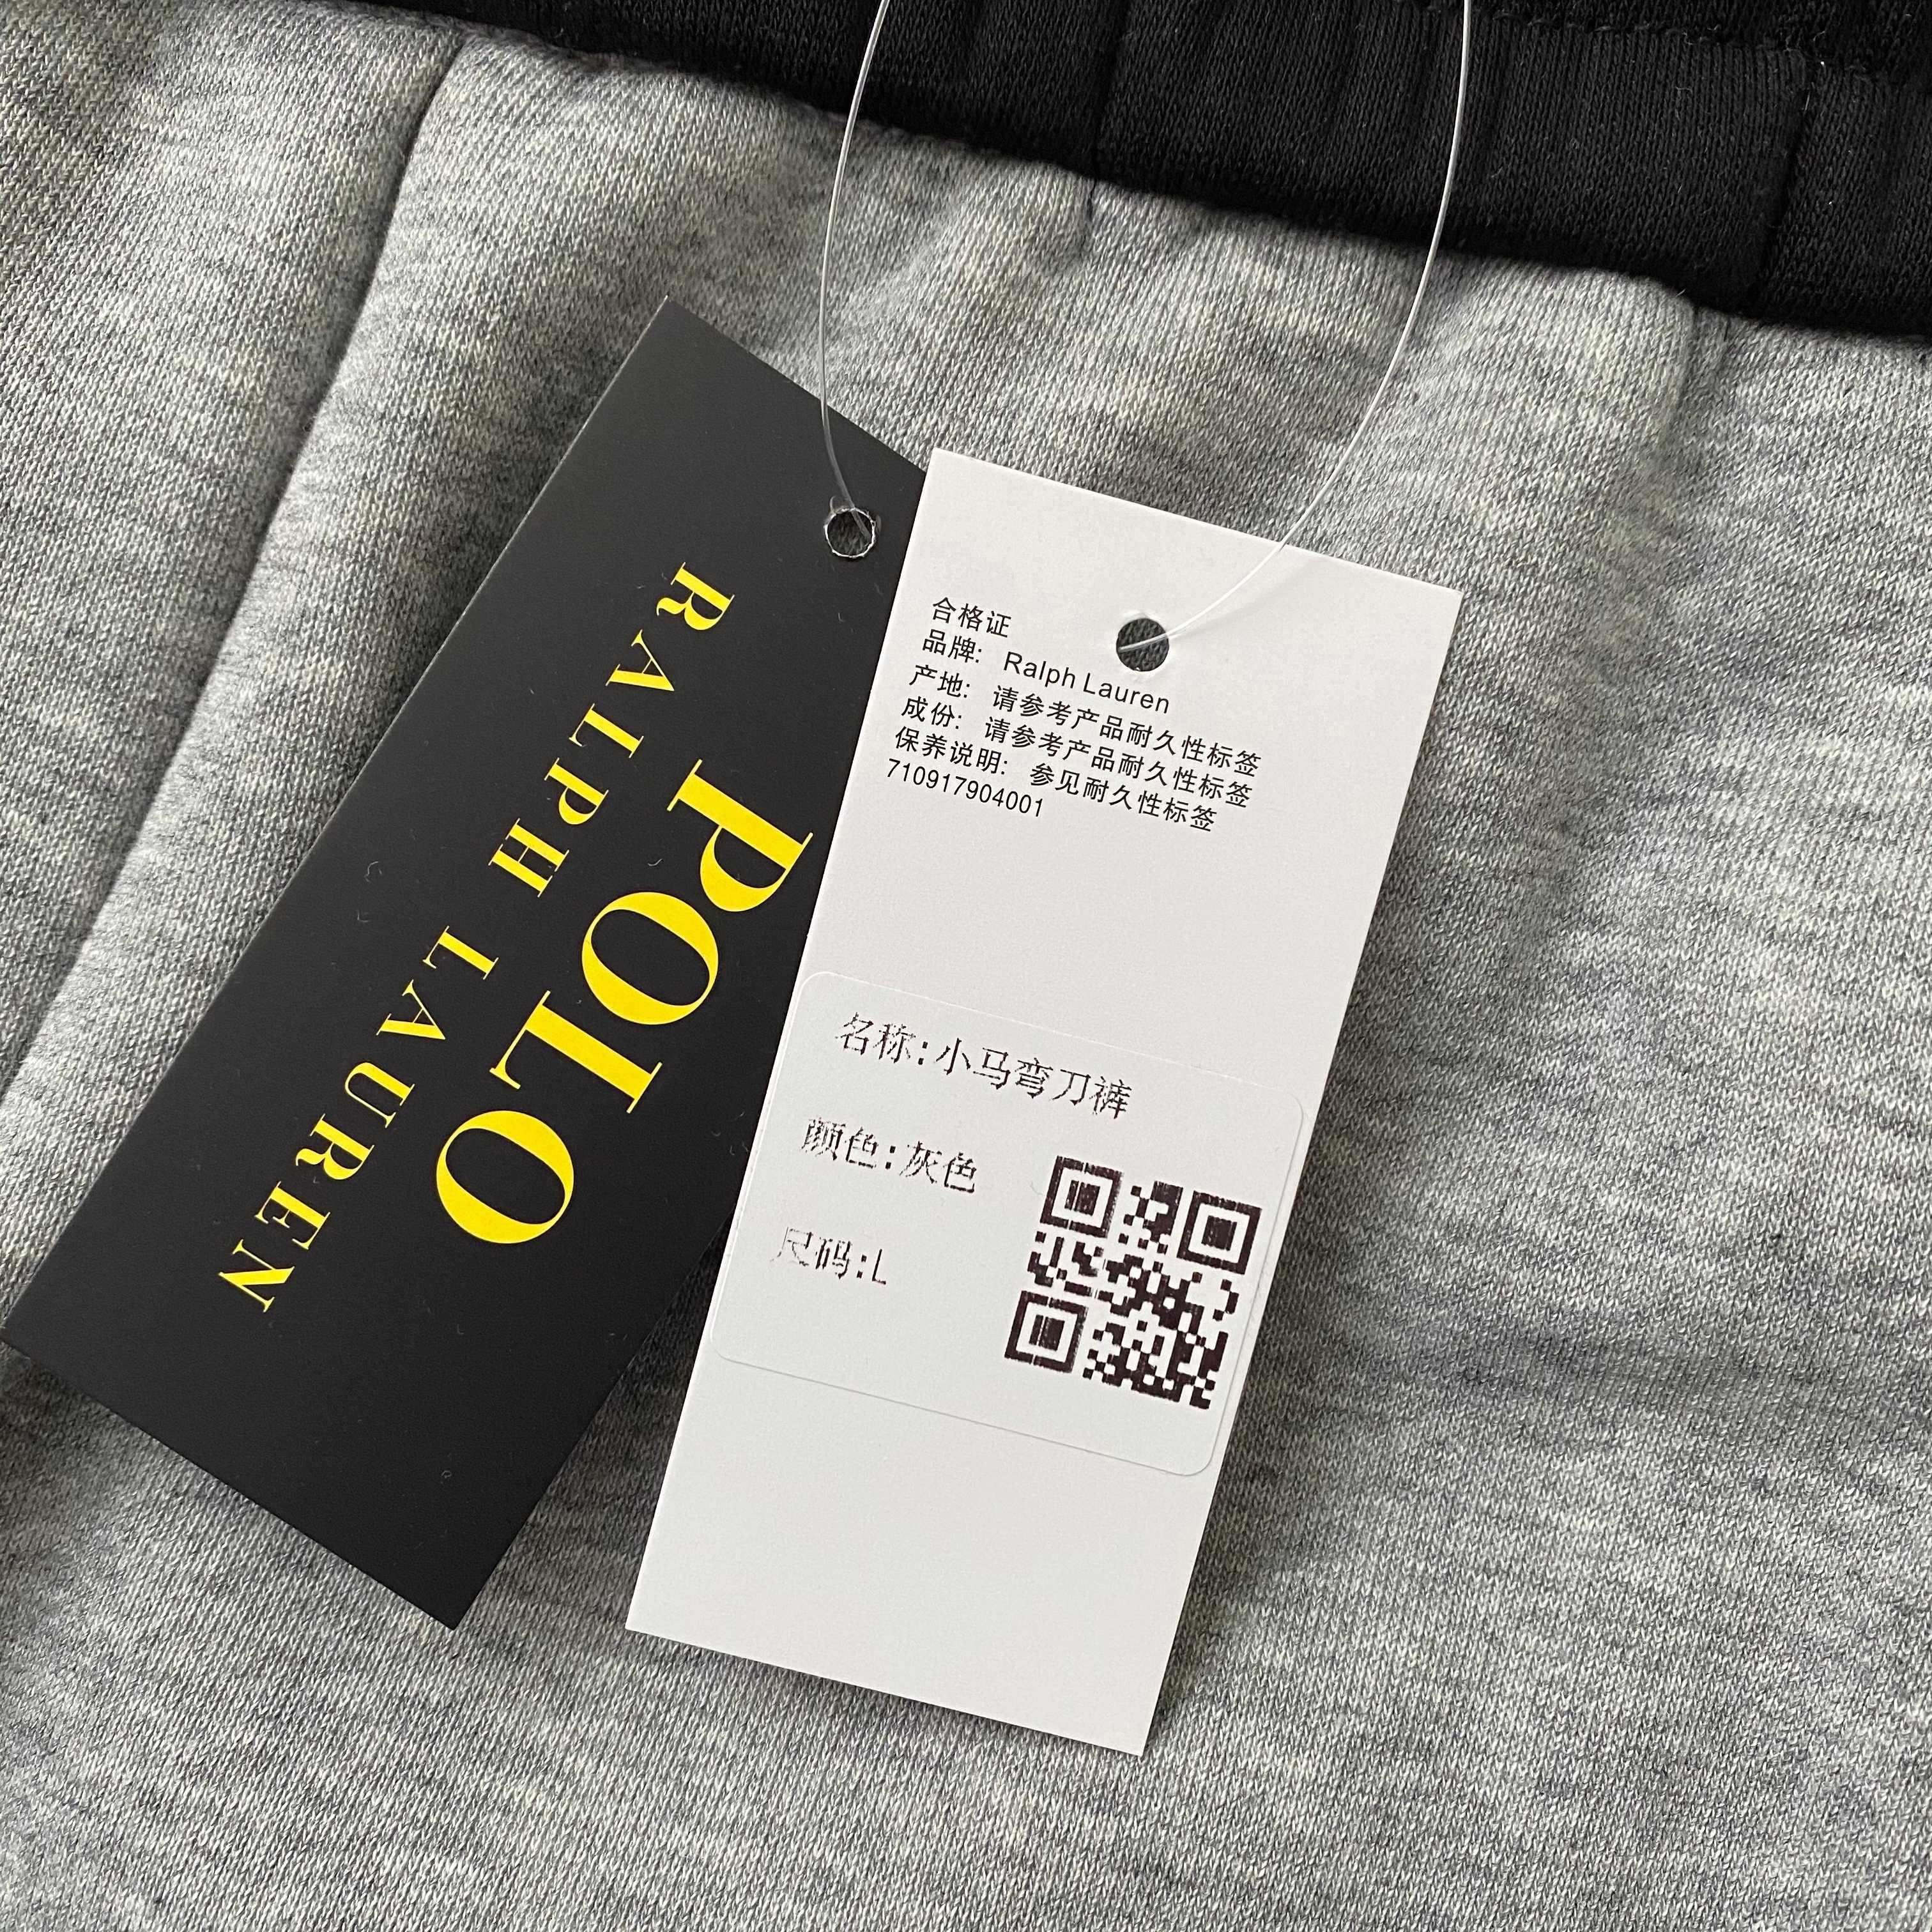 POLO
RALPH LAUREN
合格证
品牌: Ralph Lauren
产地: 请参考产品耐久性标签
成份: 请参考产品耐久性标签
保养说明: 参见耐久性标签
710917904001
名称:小马弯刀裤
颜色:灰色
尺码:L